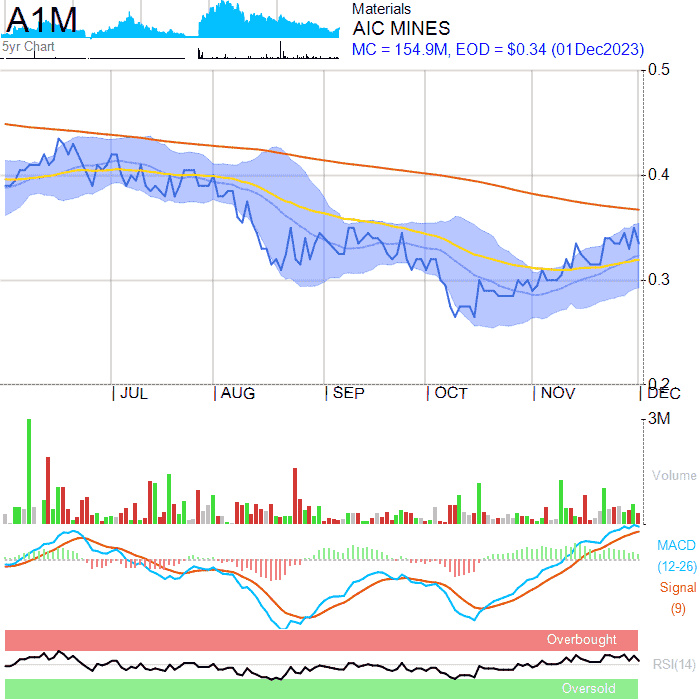 A1M
Materials
AIC MINES
5yr Chart
MC = 154.9M, EOD = $0.34 (01Dec2023)
0.5
0.4
0.3
0.2
JUL AUG SEP OCT NOV DEC
3M
Volume
MACD
(12-26)
Signal
(9)
Overbought
RSI(14)
Oversold